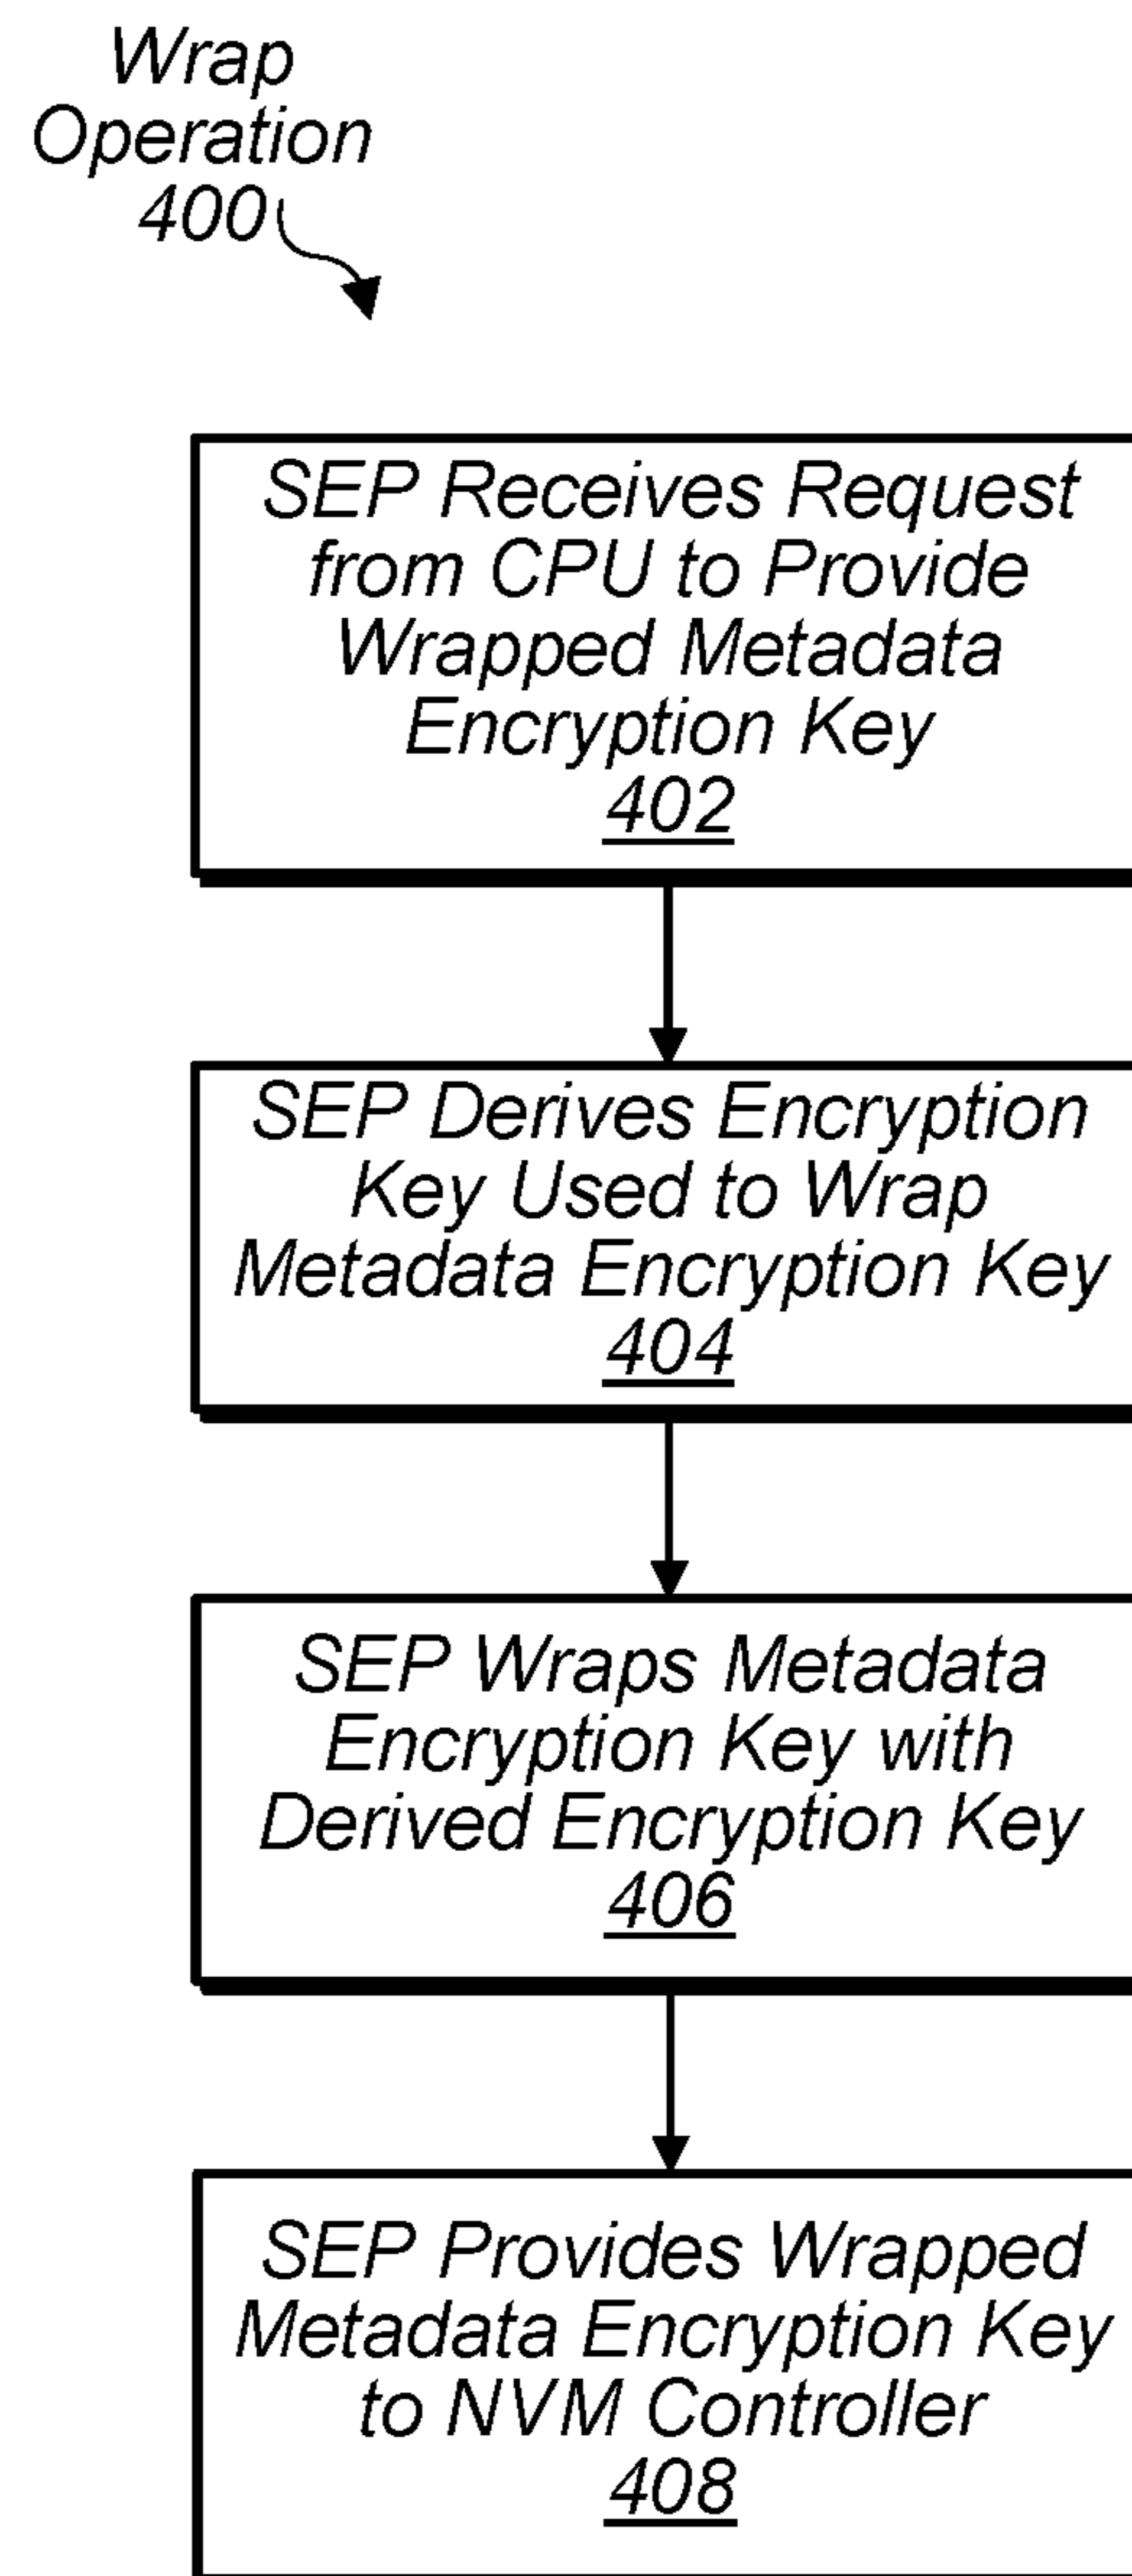 Wrap
Operation
400
SEP Receives Request
from CPU to Provide
Wrapped Metadata
Encryption Key
402
SEP Derives Encryption
Key Used to Wrap
Metadata Encryption Key
404
SEP Wraps Metadata
Encryption Key with
Derived Encryption Key
406
SEP Provides Wrapped
Metadata Encryption Key
to NVM Controller
408